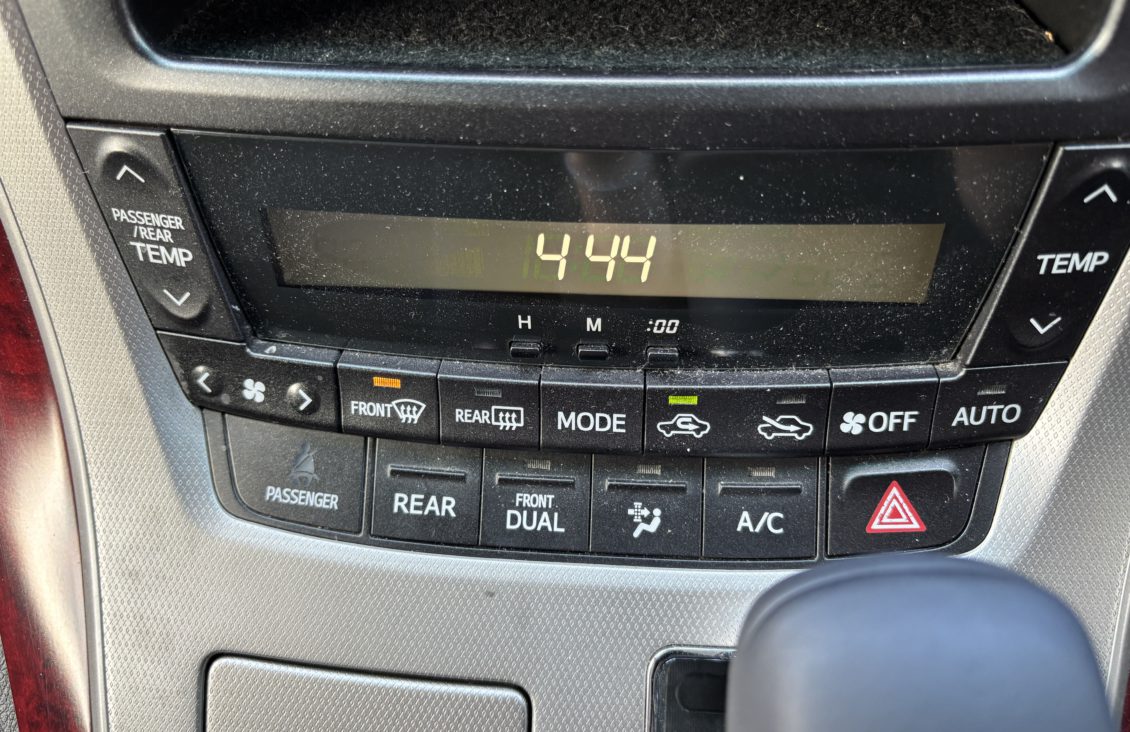 PASSENGER
/REAR
TEMP
4 44
TEMP
H
M
:00
FRONT
REAR
MODE
OFF
AUTO
PASSENGER
REAR
FRONT
DUAL
A/C